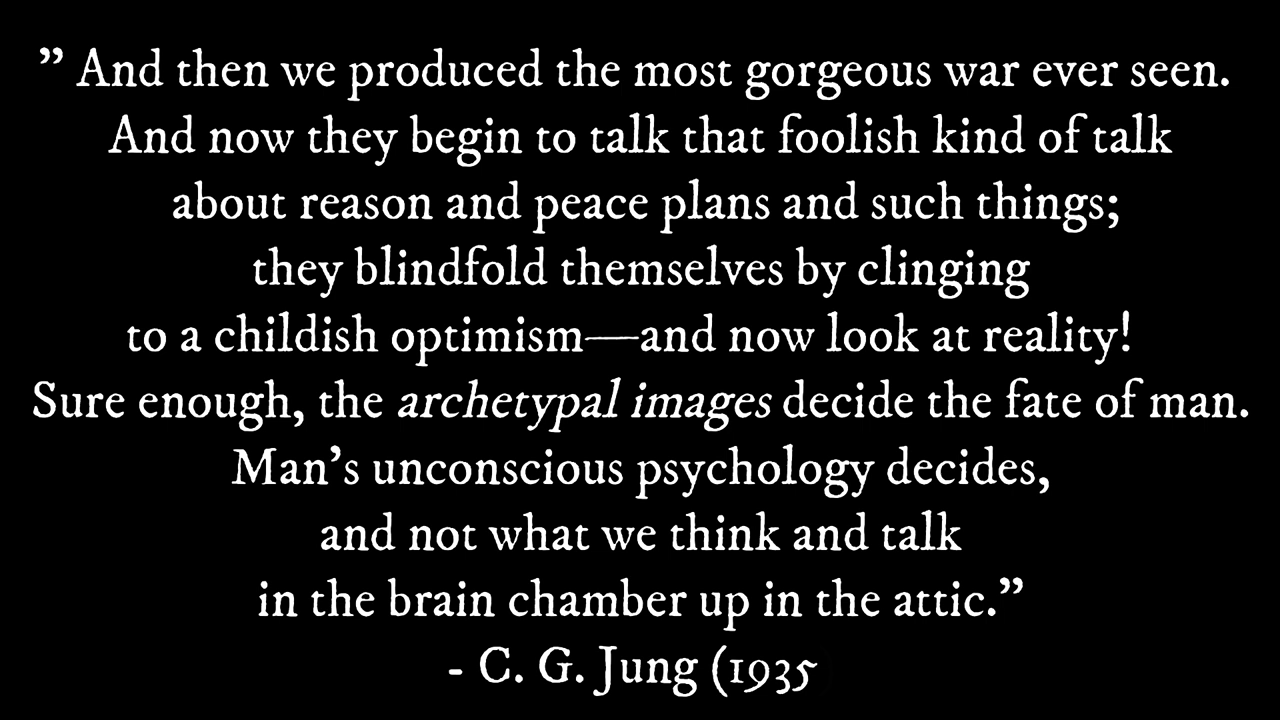 ” And then we produced the most gorgeous war ever seen.
And now they begin to talk that foolish kind of talk
about reason and peace plans and such things;
they blindfold themselves by clinging
to a childish optimism—and now look at reality!
Sure enough, the archetypal images decide the fate of man.
Man’s unconscious psychology decides,
and not what we think and talk
in the brain chamber up in the attic.”
- C. G. Jung (1935